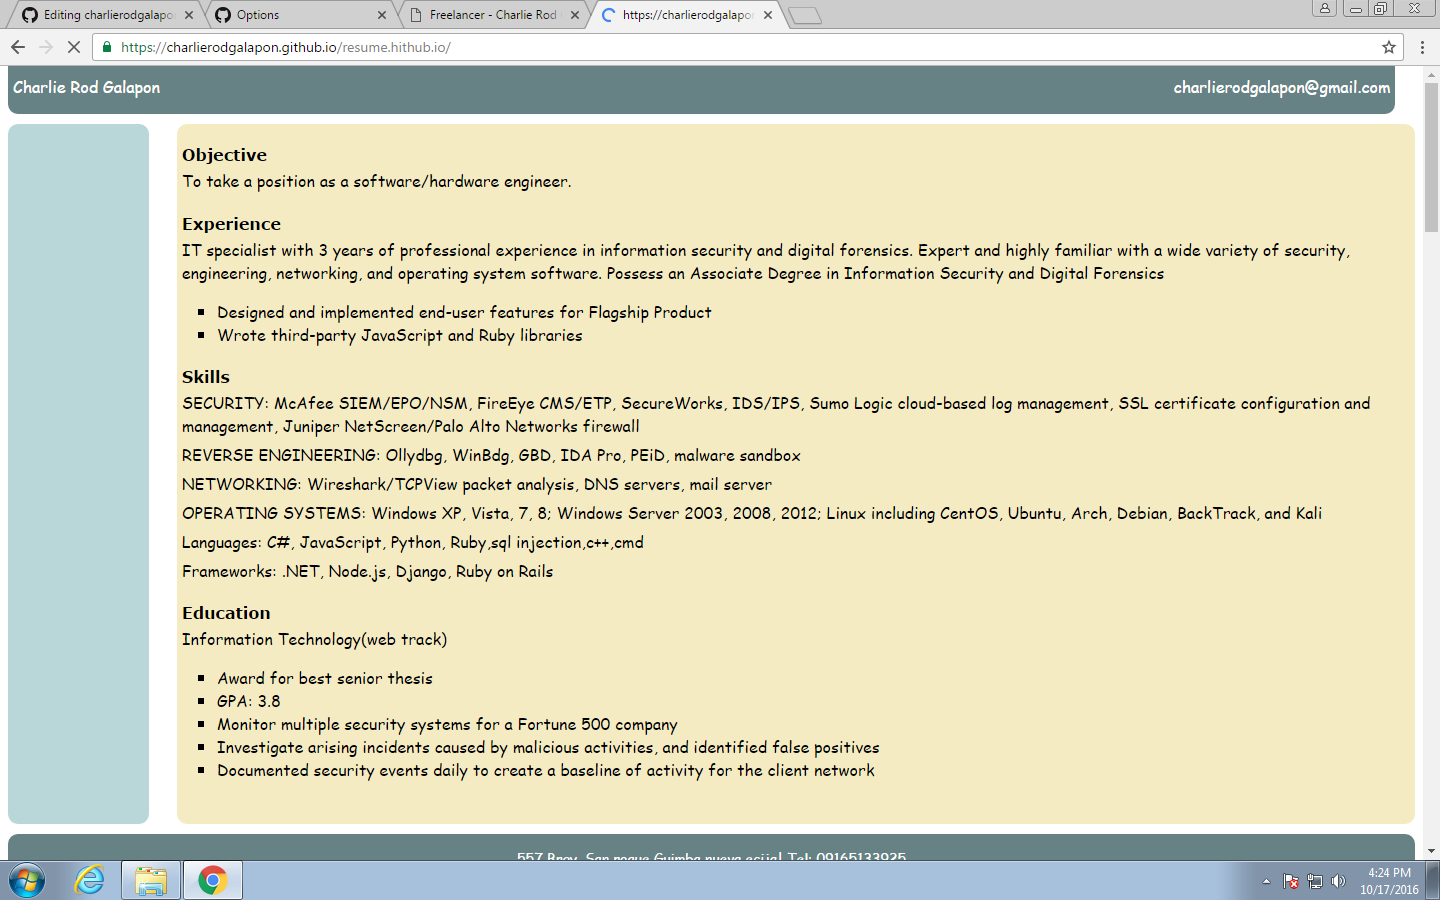 Editing charlierodgalapon
Options
Freelancer - Charlie Rod
https://charlierodgalapon
https://charlierodgalapon.github.io/resume.hithub.io/
Charlie Rod Galapon
charlierodgalapon@gmail.com
Objective
To take a position as a software/hardware engineer.
Experience
IT specialist with 3 years of professional experience in information security and digital forensics. Expert and highly familiar with a wide variety of security,
engineering, networking, and operating system software. Possess an Associate Degree in Information Security and Digital Forensics
Designed and implemented end-user features for Flagship Product
Wrote third-party JavaScript and Ruby libraries
Skills
SECURITY: McAfee SIEM/EPO/NSM, FireEye CMS/ETP, SecureWorks, IDS/IPS, Sumo Logic cloud-based log management, SSL certificate configuration and
management, Juniper NetScreen/Palo Alto Networks firewall
REVERSE ENGINEERING: Ollydbg, WinBdg, GBD, IDA Pro, PEiD, malware sandbox
NETWORKING: Wireshark/TCPView packet analysis, DNS servers, mail server
OPERATING SYSTEMS: Windows XP, Vista, 7, 8; Windows Server 2003, 2008, 2012; Linux including CentOS, Ubuntu, Arch, Debian, BackTrack, and Kali
Languages: C#, JavaScript, Python, Ruby,sql injection,c++,cmd
Frameworks: .NET, Node.js, Django, Ruby on Rails
Education
Information Technology(web track)
Award for best senior thesis
GPA: 3.8
Monitor multiple security systems for a Fortune 500 company
Investigate arising incidents caused by malicious activities, and identified false positives
Documented security events daily to create a baseline of activity for the client network
557 Brgy. San roque Guimba nueva ecija| Tel: 09165133925
4:24 PM
10/17/2016